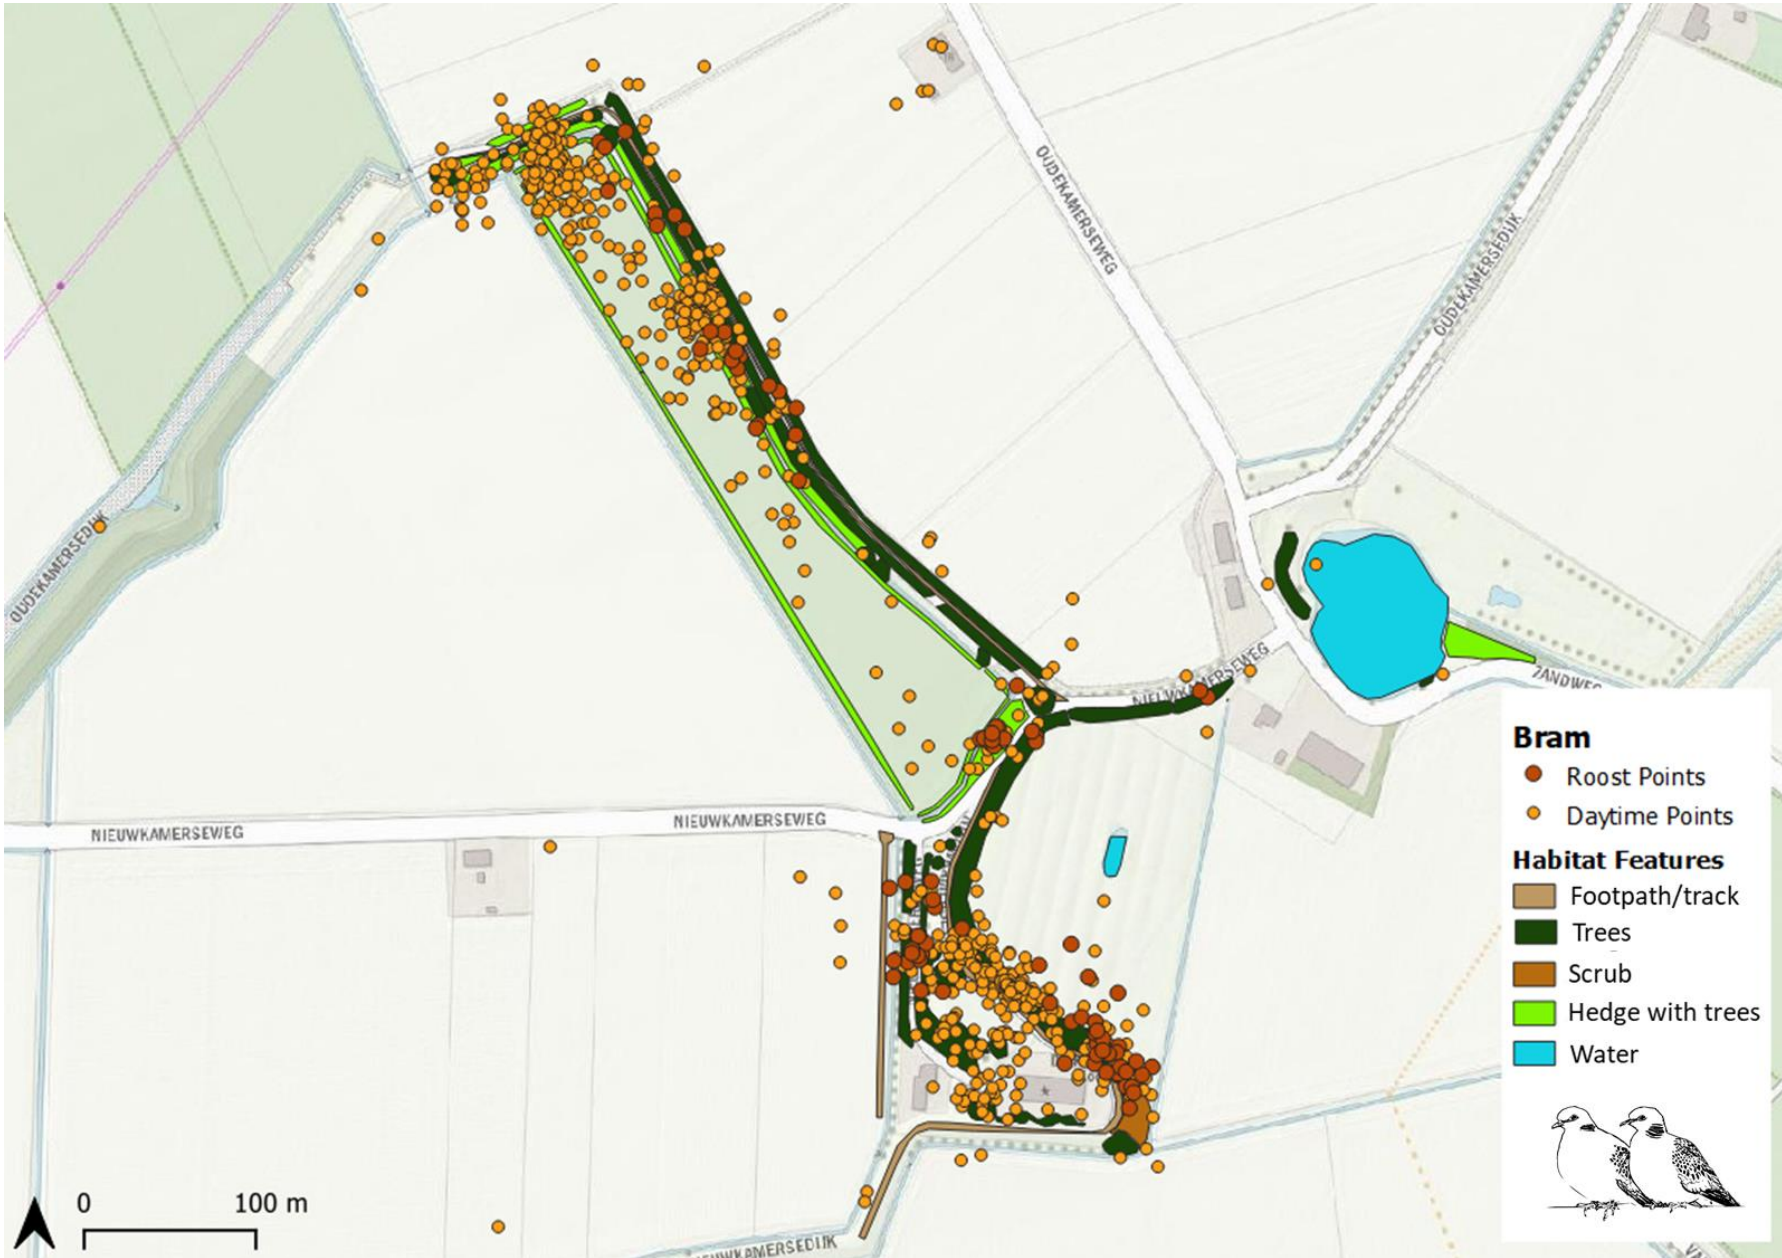 OUDEKAMERSEWEG
OUDEKAMERSEDIJK
OUDEKAMERSEDIJK
NIEUWKAMERSEWEG
ZANDWEG
NIEUWKAMERSEWEG
NIEUWKAMERSEWEG
Bram
Roost Points
Daytime Points
Habitat Features
Footpath/track
Trees
Scrub
Hedge with trees
Water
0 100 m